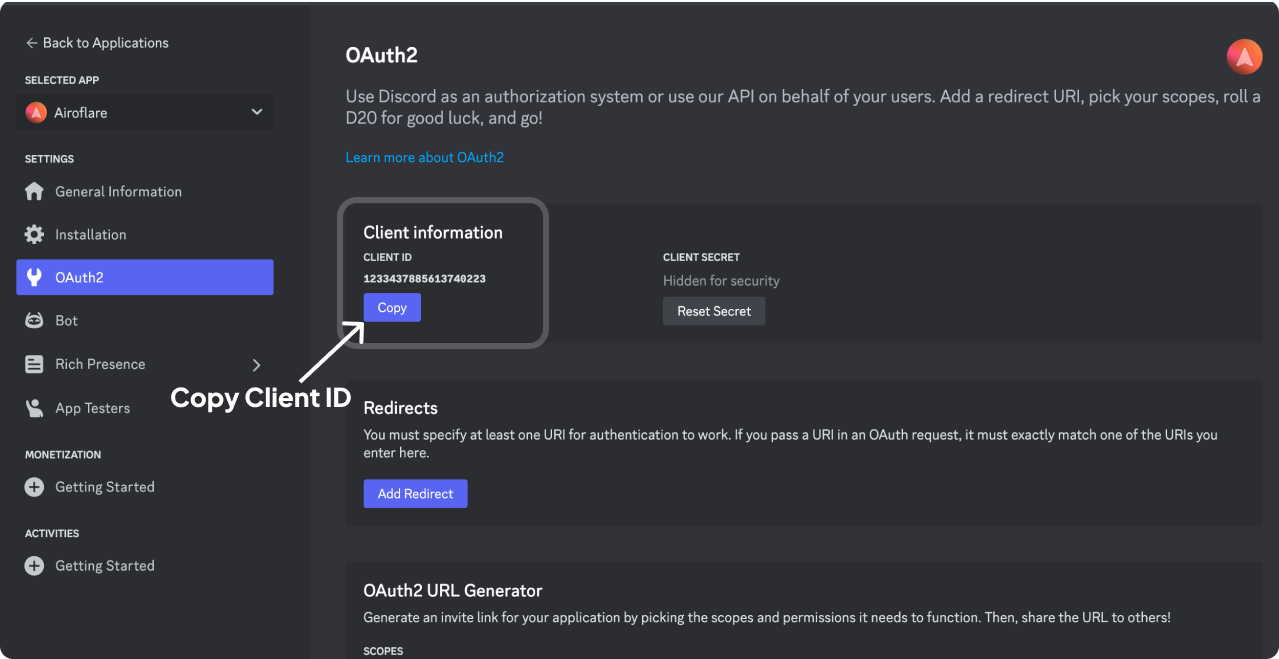 Back to Applications
SELECTED APP
Airoflare
SETTINGS
General Information
Installation
OAuth2
Bot
Rich Presence
App Testers
MONETIZATION
Getting Started
ACTIVITIES
Getting Started
OAuth2
Use Discord as an authorization system or use our API on behalf of your users. Add a redirect URI, pick your scopes, roll a
D20 for good luck, and go!
Learn more about OAuth2
Client information
CLIENT ID
1233437885613740223
Copy
CLIENT SECRET
Hidden for security
Reset Secret
Copy Client ID
Redirects
You must specify at least one URI for authentication to work. If you pass a URI in an OAuth request, it must exactly match one of the URIs you
enter here.
Add Redirect
OAuth2 URL Generator
Generate an invite link for your application by picking the scopes and permissions it needs to function. Then, share the URL to others!
SCOPES